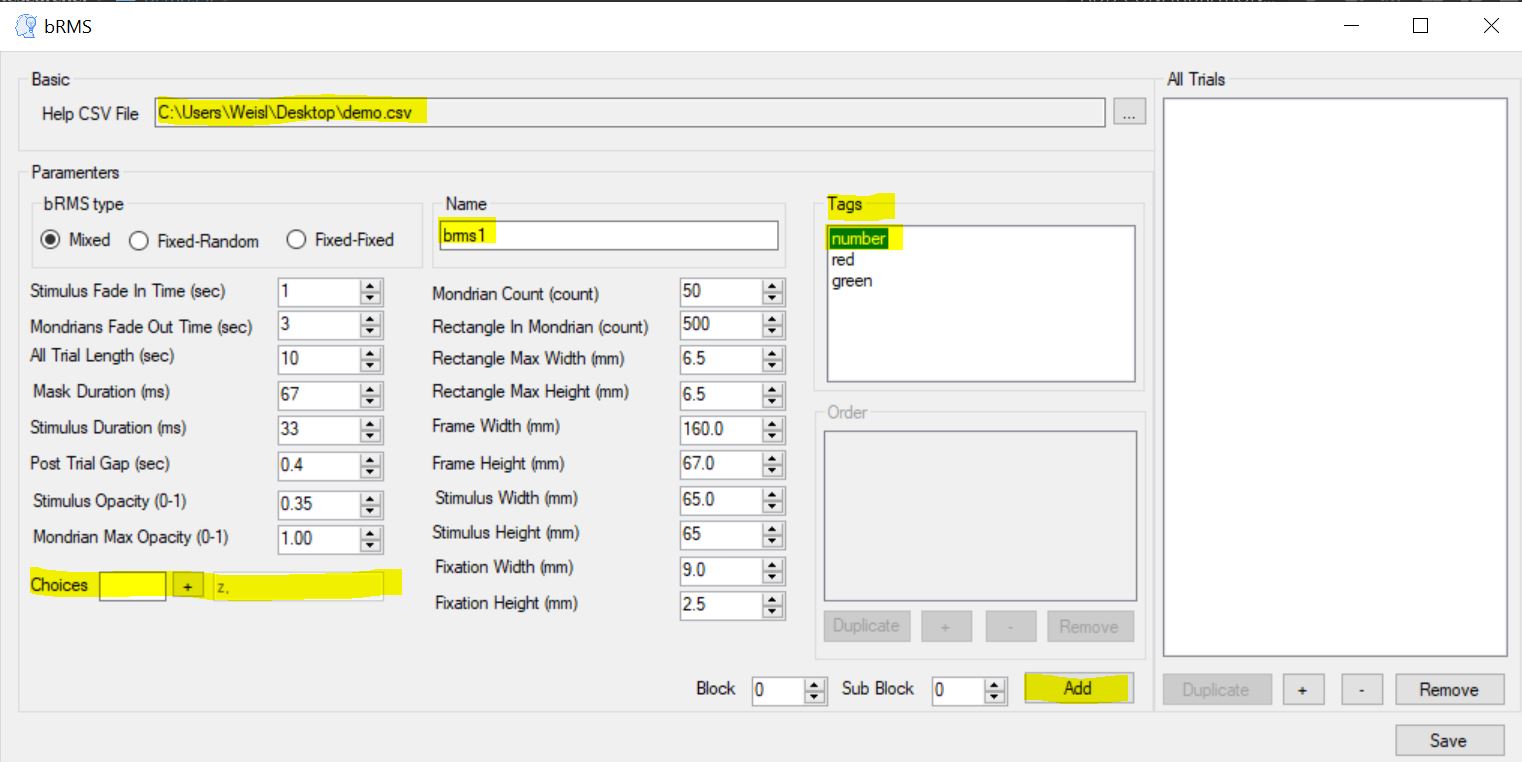 bRMS
Basic
Help CSV File C:\Users\Weisl\Desktop\demo.csv ...
Paramenters
bRMS type
Mixed Fixed-Random Fixed-Fixed
Stimulus Fade In Time (sec) 1
Mondrians Fade Out Time (sec) 3
All Trial Length (sec) 10
Mask Duration (ms) 67
Stimulus Duration (ms) 33
Post Trial Gap (sec) 0.4
Stimulus Opacity (0-1) 0.35
Mondrian Max Opacity (0-1) 1.00
Choices + z,
Name
brms1
Mondrian Count (count) 50
Rectangle In Mondrian (count) 500
Rectangle Max Width (mm) 6.5
Rectangle Max Height (mm) 6.5
Frame Width (mm) 160.0
Frame Height (mm) 67.0
Stimulus Width (mm) 65.0
Stimulus Height (mm) 65
Fixation Width (mm) 9.0
Fixation Height (mm) 2.5
Tags
number
red
green
Order
Duplicate + - Remove
Block 0 Sub Block 0 Add
All Trials
Duplicate + - Remove
Save